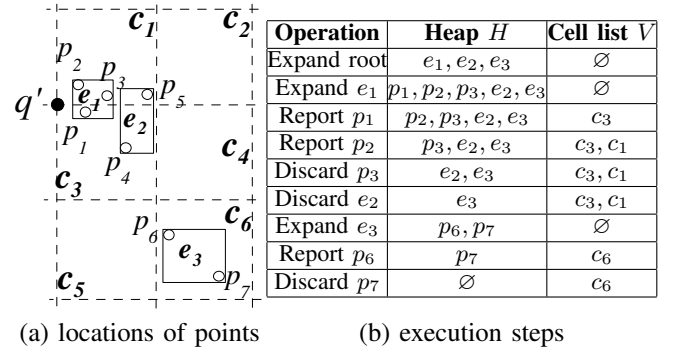 c1 c2
p2 p3
q' e1 p5
e2
p1
p4 c4
c3
c6
p6
e3
c5 p7
Operation Heap H Cell list V
Expand root e1, e2, e3 ∅
Expand e1 p1, p2, p3, e2, e3 ∅
Report p1 p2, p3, e2, e3 c3
Report p2 p3, e2, e3 c3, c1
Discard p3 e2, e3 c3, c1
Discard e2 e3 c3, c1
Expand e3 p6, p7 ∅
Report p6 p7 c6
Discard p7 ∅ c6
(a) locations of points (b) execution steps